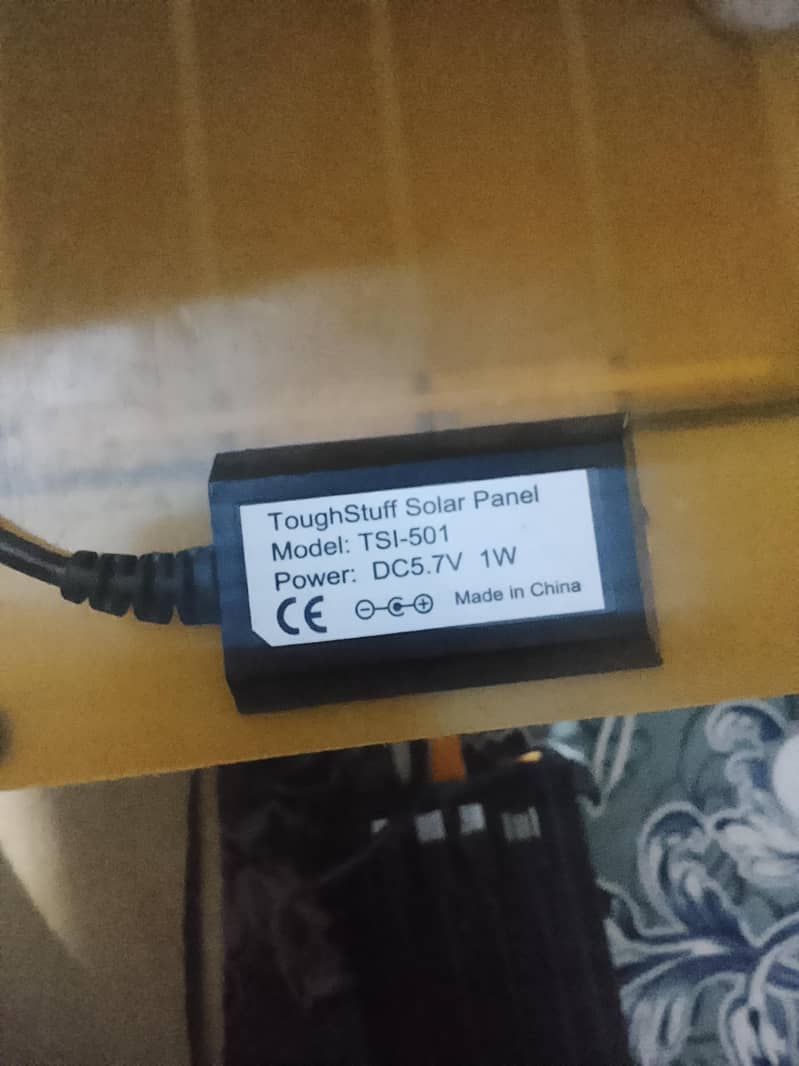 ToughStuff Solar Panel
Model: TSI-501
Power: DC5.7V 1W
CE Made in China